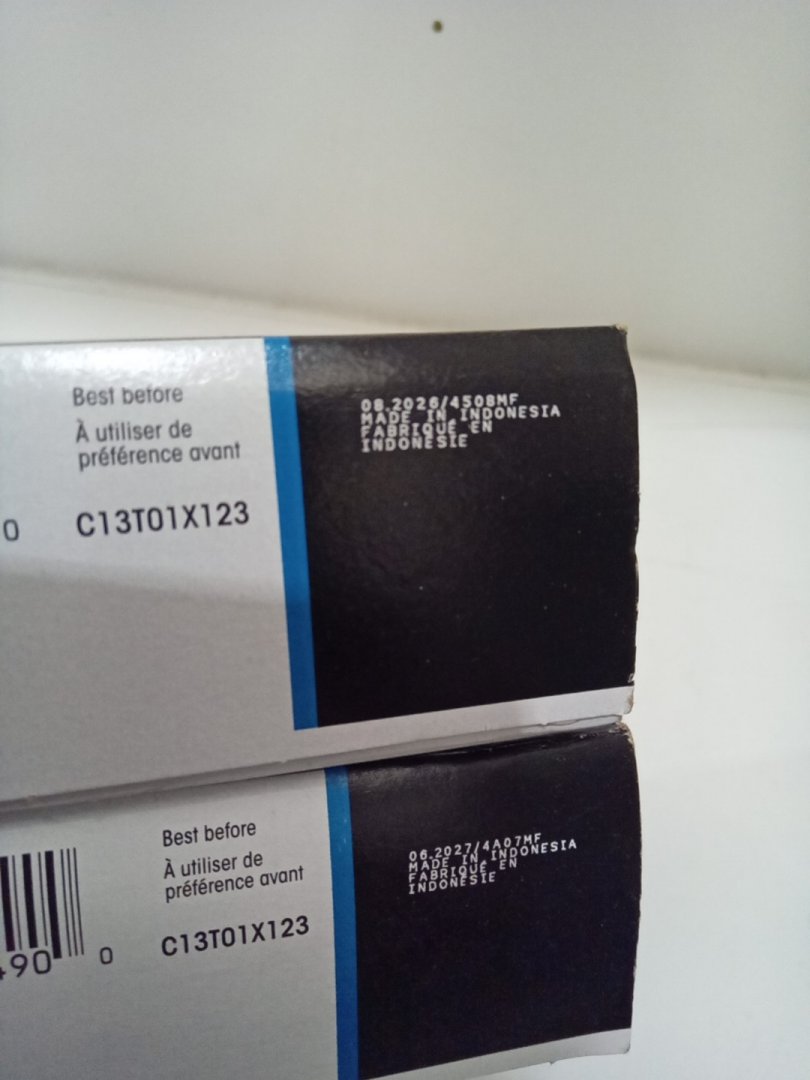 Best before
À utiliser de
préférence avant
0 C13T01X123
08.2026/4508MF
MADE IN INDONESIA
FABRIQUÉ EN
INDONÉSIE
Best before
À utiliser de
préférence avant
90 0 C13T01X123
06.2027/4A07MF
MADE IN INDONESIA
FABRIQUÉ EN
INDONÉSIE